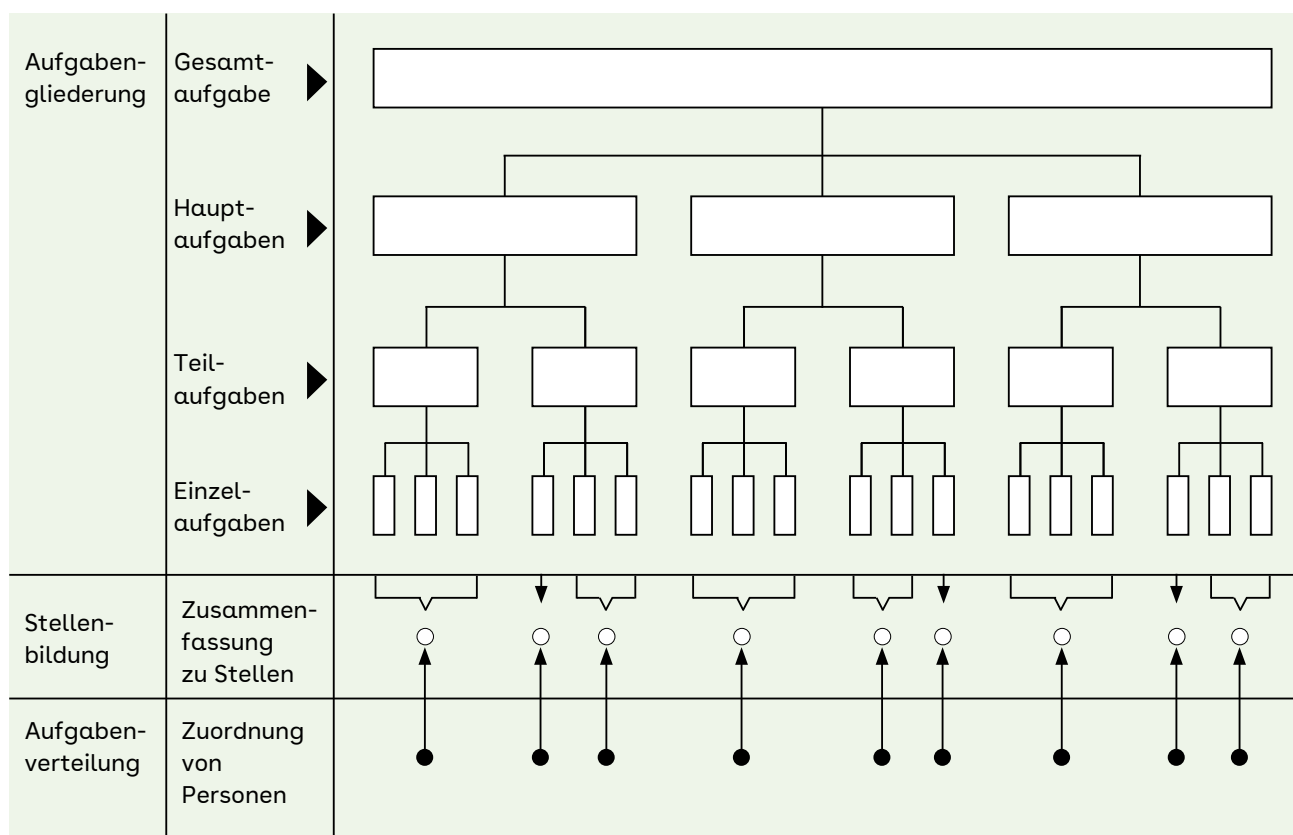 Aufgaben-
gliederung
Gesamt-
aufgabe
Haupt-
aufgaben
Teil-
aufgaben
Einzel-
aufgaben
Stellen-
bildung
Zusammen-
fassung
zu Stellen
Aufgaben-
verteilung
Zuordnung
von
Personen